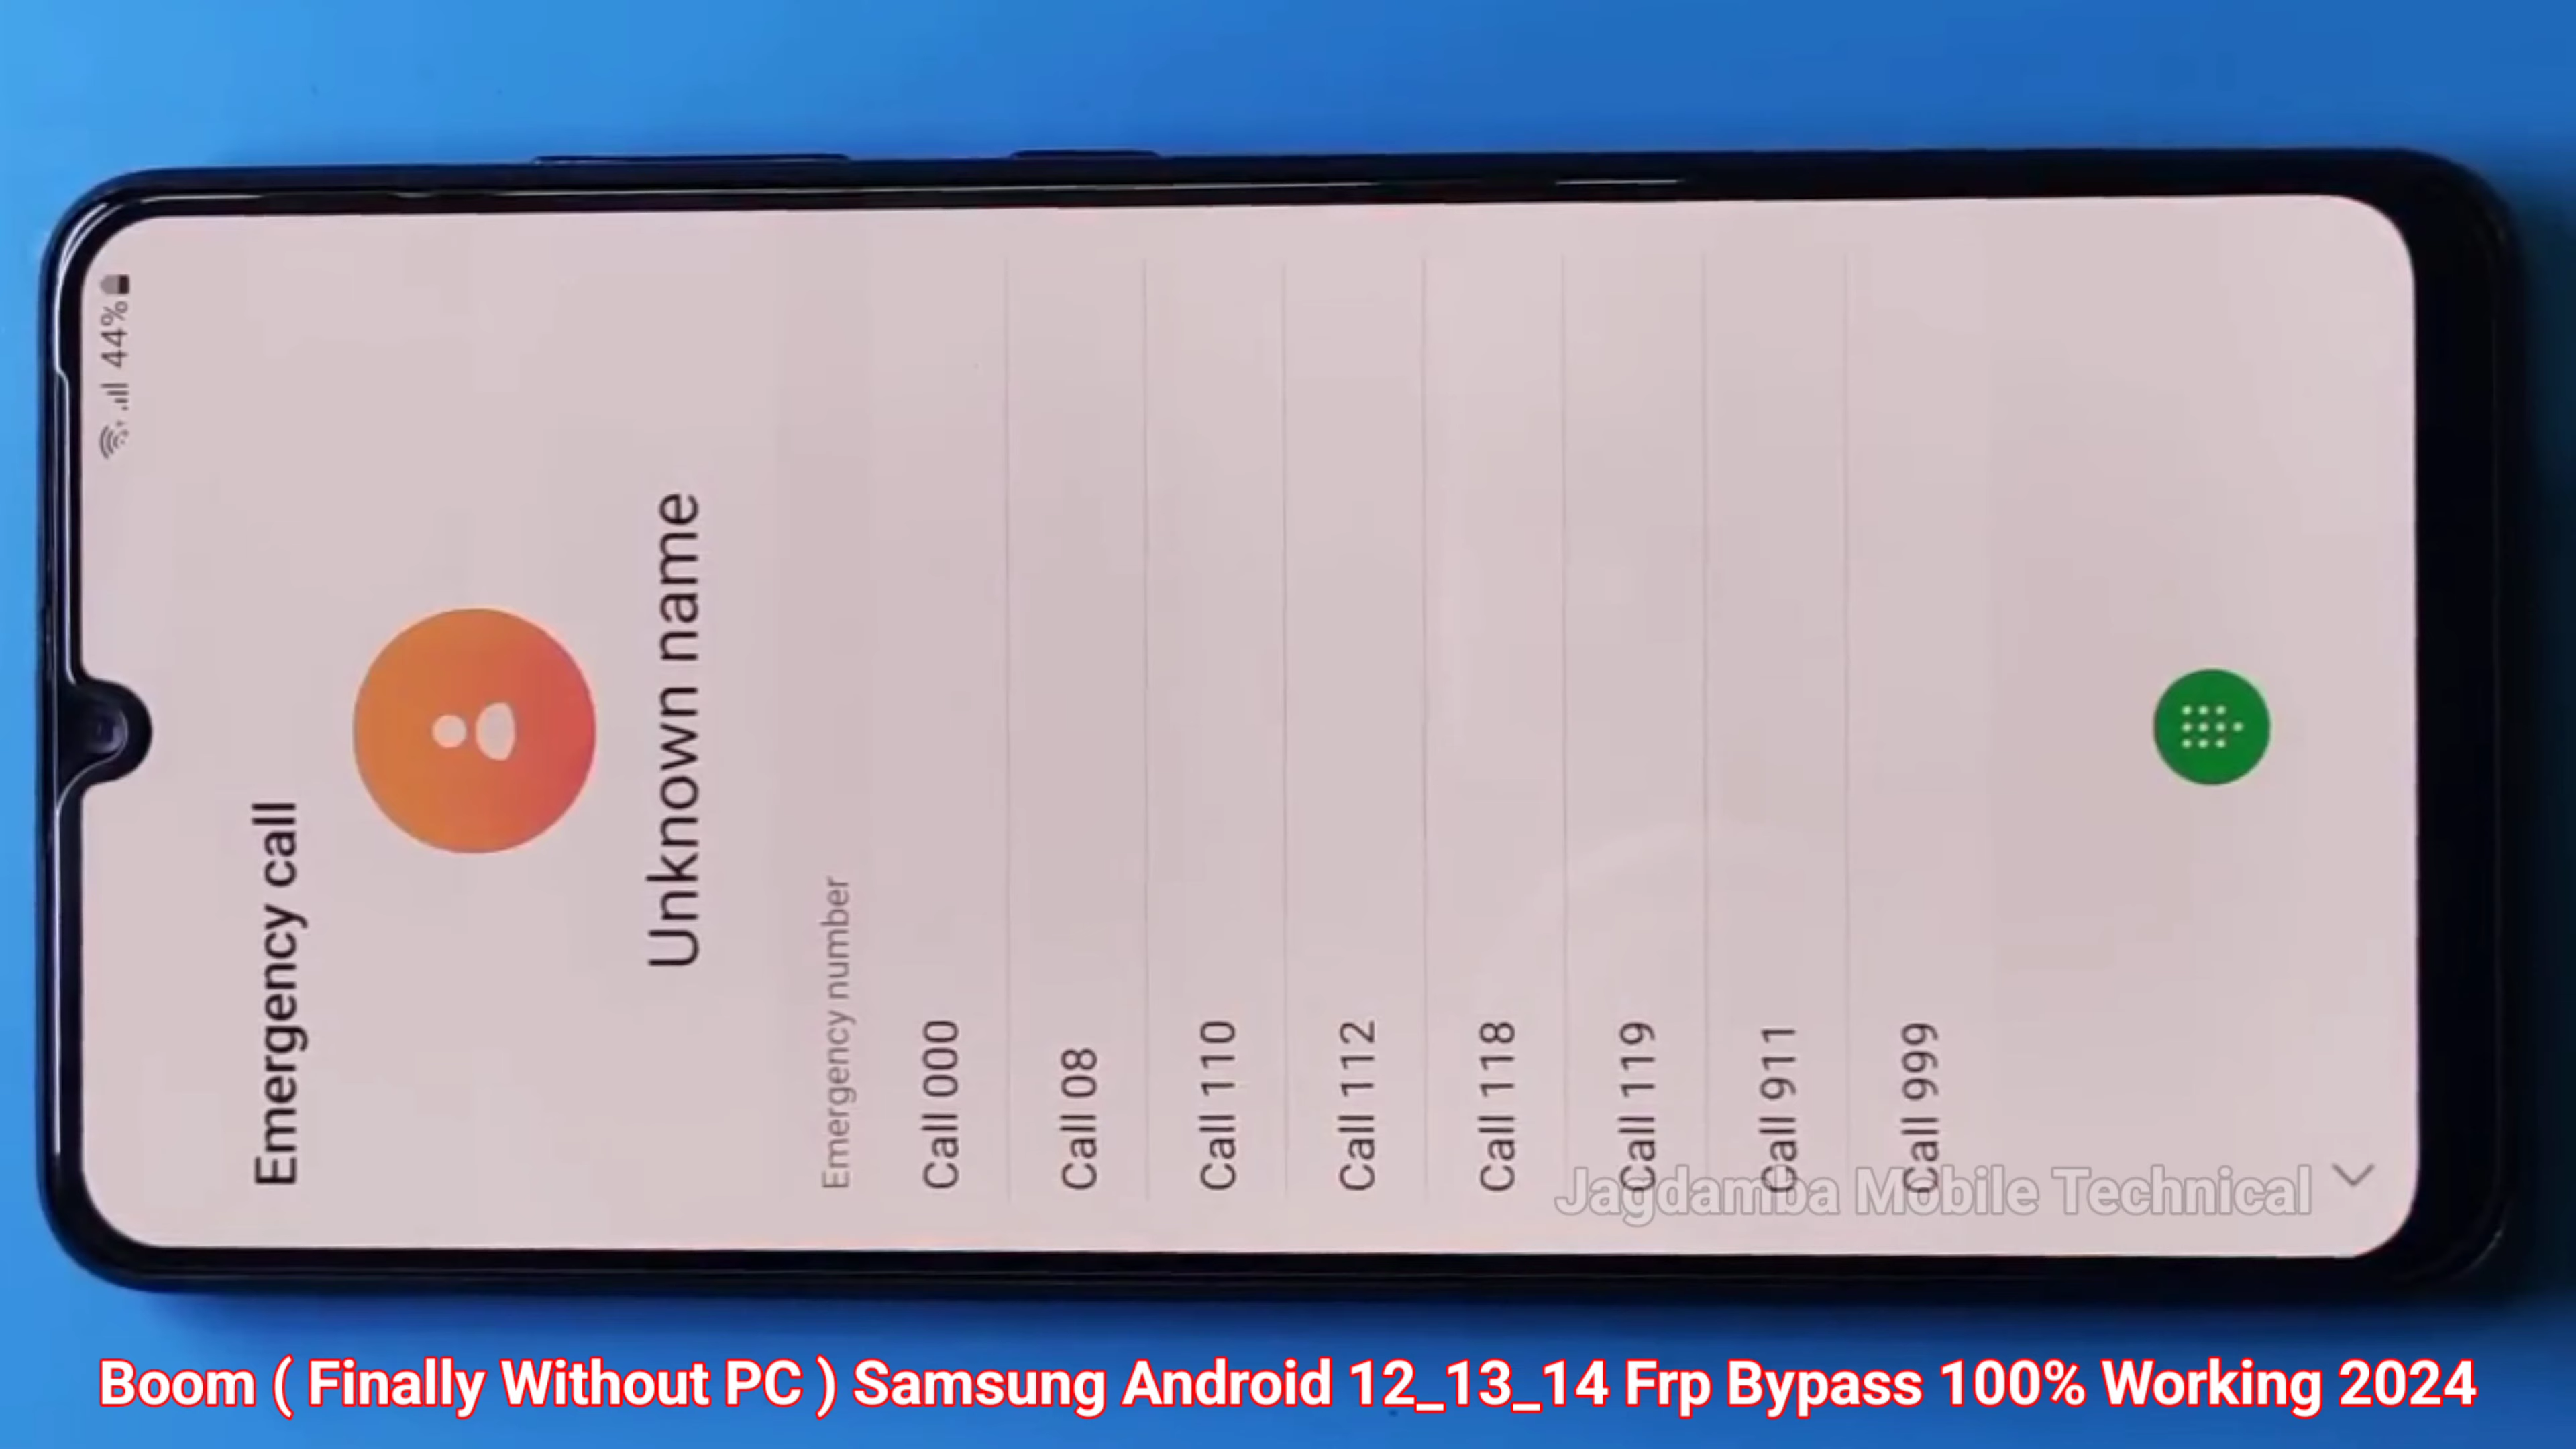 44%
Emergency call
Unknown name
Emergency number
Call 000
Call 08
Call 110
Call 112
Call 118
Call 119
Call 911
Call 999
Jagdamba Mobile Technical
Boom ( Finally Without PC ) Samsung Android 12_13_14 Frp Bypass 100% Working 2024